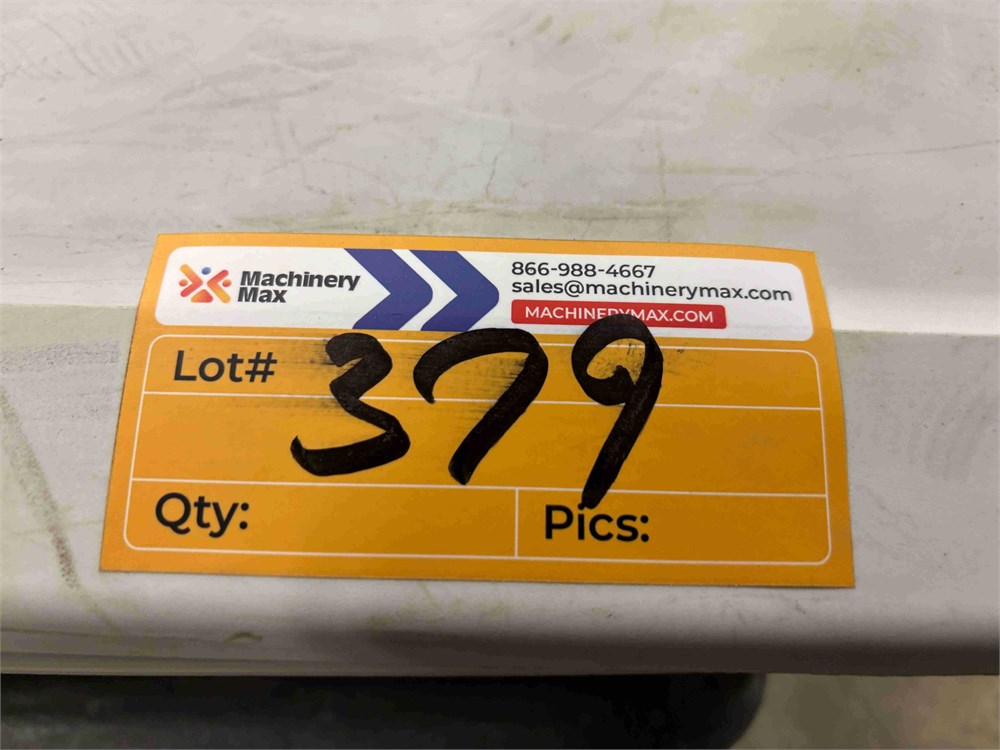 Machinery
Max
866-988-4667
sales@machinerymax.com
MACHINERYMAX.COM
Lot# 379
Qty:
Pics: